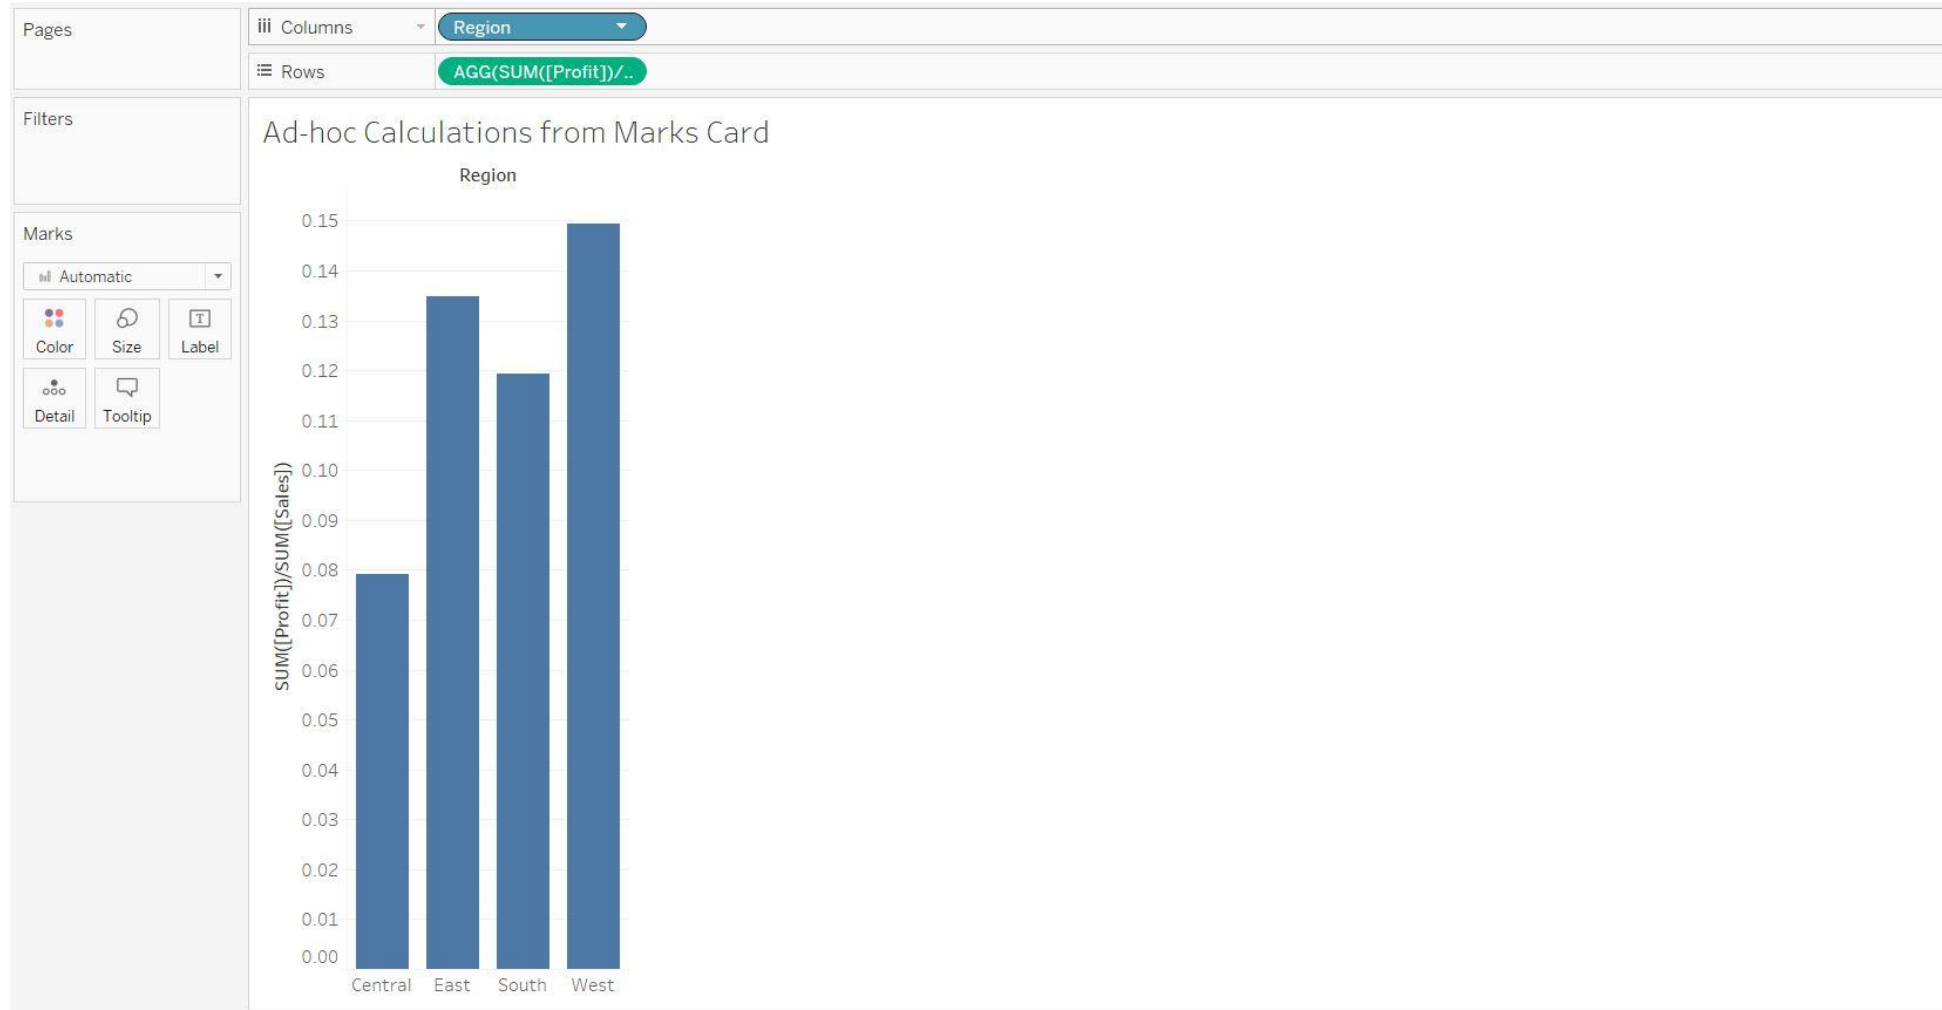 Pages
Columns
Region
Rows
AGG(SUM([Profit])/..
Filters
Marks
Automatic
Color
Size
Label
Detail
Tooltip
Ad-hoc Calculations from Marks Card
Region
SUM([Profit])/SUM([Sales])
0.15
0.14
0.13
0.12
0.11
0.10
0.09
0.08
0.07
0.06
0.05
0.04
0.03
0.02
0.01
0.00
Central East South West